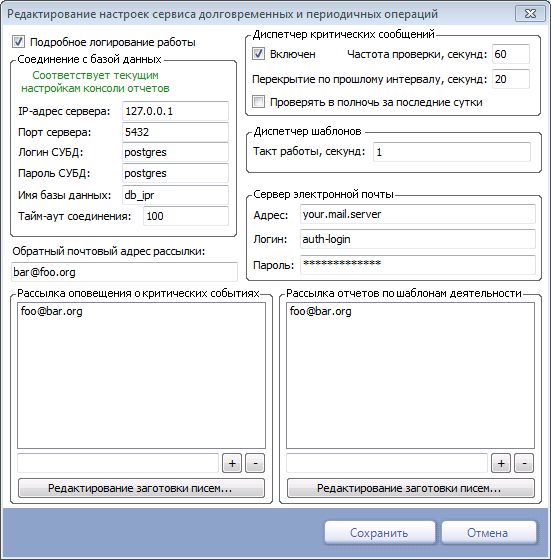 Редактирование настроек сервиса долговременных и периодичных операций
Подробное логирование работы
Соединение с базой данных
Соответствует текущим
настройкам консоли отчетов
IP-адрес сервера: 127.0.0.1
Порт сервера: 5432
Логин СУБД: postgres
Пароль СУБД: postgres
Имя базы данных: db_ipr
Тайм-аут соединения: 100
Обратный почтовый адрес рассылки:
bar@foo.org
Диспетчер критических сообщений
Включен Частота проверки, секунд: 60
Перекрытие по прошлому интервалу, секунд: 20
Проверять в полночь за последние сутки
Диспетчер шаблонов
Такт работы, секунд: 1
Сервер электронной почты
Адрес: your.mail.server
Логин: auth-login
Пароль: *************
Рассылка оповещения о критических событиях
foo@bar.org
+ -
Редактирование заготовки писем...
Рассылка отчетов по шаблонам деятельности
foo@bar.org
+ -
Редактирование заготовки писем...
Сохранить Отмена